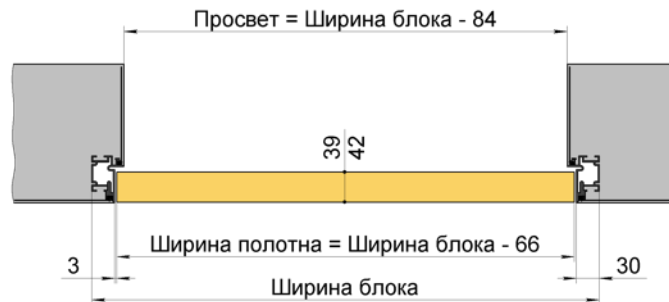 Просвет = Ширина блока - 84
39
42
Ширина полотна = Ширина блока - 66
3
30
Ширина блока